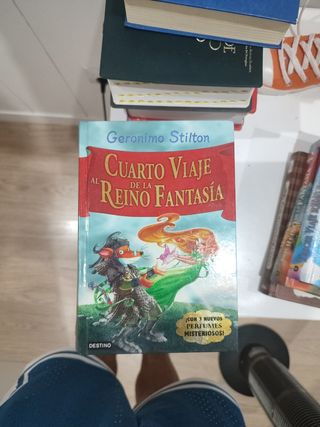 Geronimo Stilton
CUARTO VIAJE
AL DE LA
REINO FANTASÍA
¡CON 3 NUEVOS
PERFUMES
MISTERIOSOS!
DESTINO